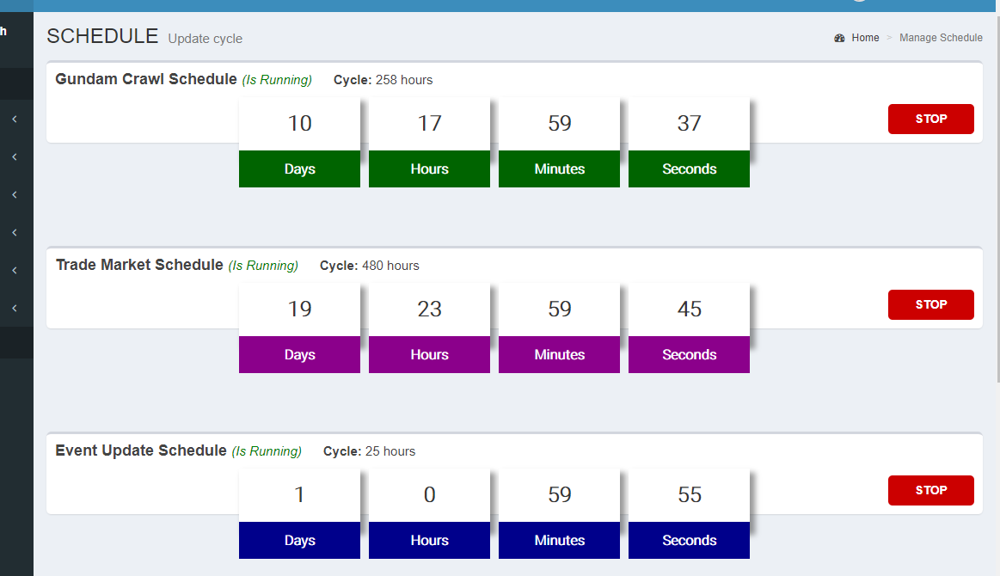 h
SCHEDULE Update cycle
Home > Manage Schedule
Gundam Crawl Schedule (Is Running) Cycle: 258 hours
10 17 59 37
STOP
Days Hours Minutes Seconds
Trade Market Schedule (Is Running) Cycle: 480 hours
19 23 59 45
STOP
Days Hours Minutes Seconds
Event Update Schedule (Is Running) Cycle: 25 hours
1 0 59 55
STOP
Days Hours Minutes Seconds